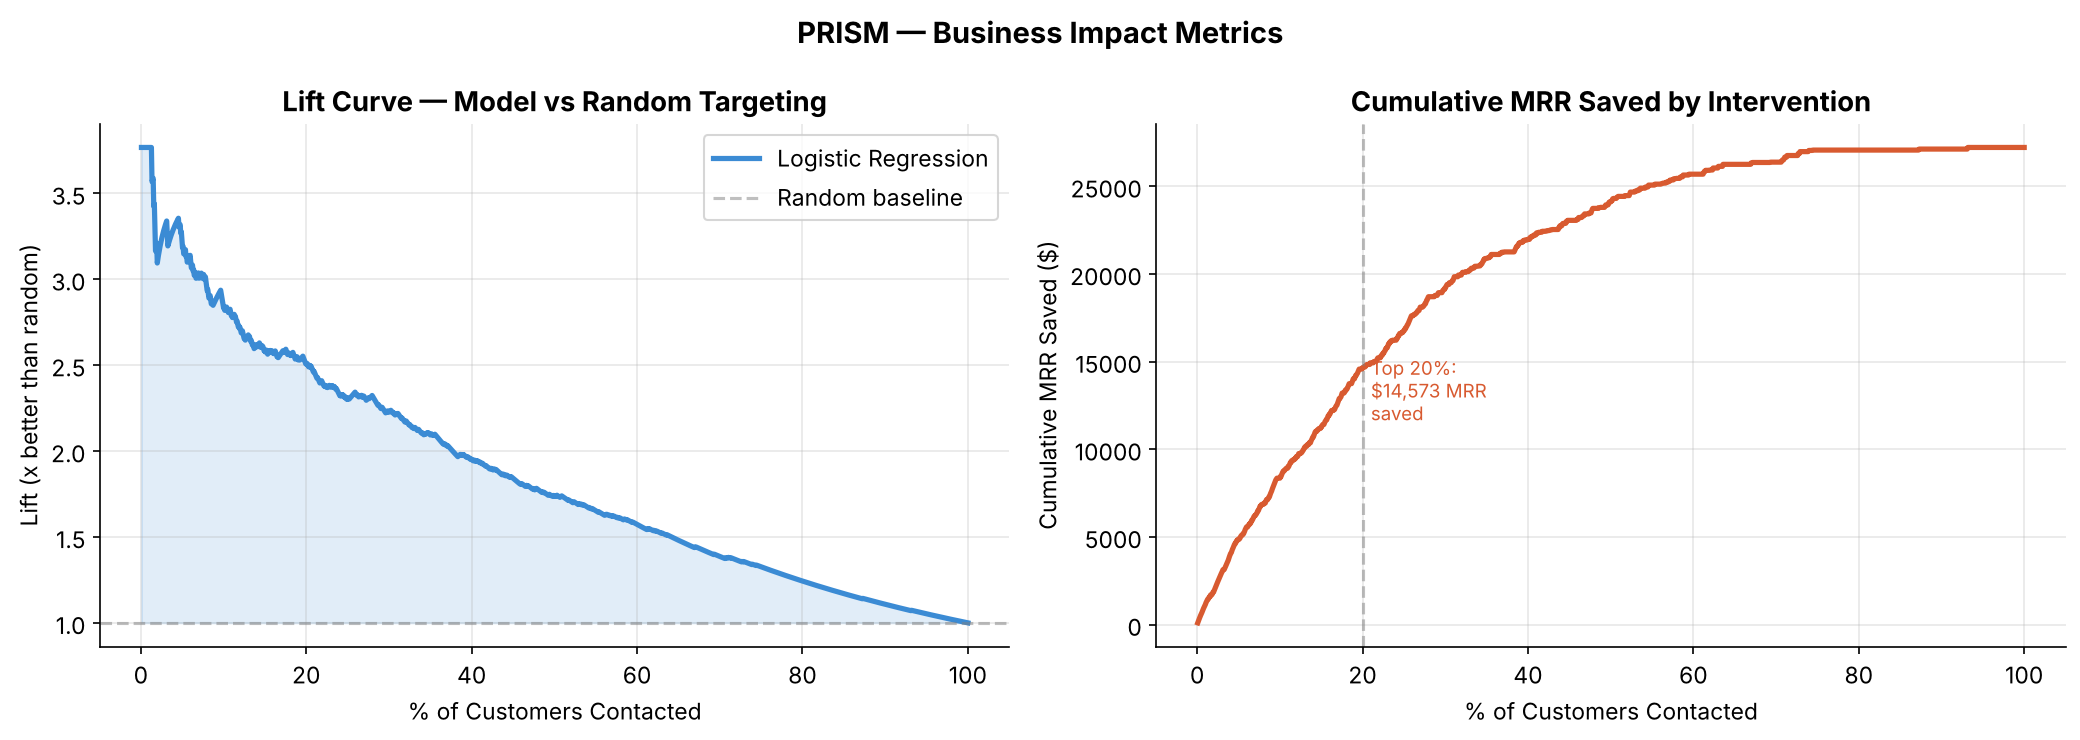 PRISM — Business Impact Metrics
Lift Curve — Model vs Random Targeting
Lift (x better than random)
3.5
3.0
2.5
2.0
1.5
1.0
Logistic Regression
Random baseline
0 20 40 60 80 100
% of Customers Contacted
Cumulative MRR Saved by Intervention
Cumulative MRR Saved ($)
25000
20000
15000
10000
5000
0
Top 20%:
$14,573 MRR
saved
0 20 40 60 80 100
% of Customers Contacted